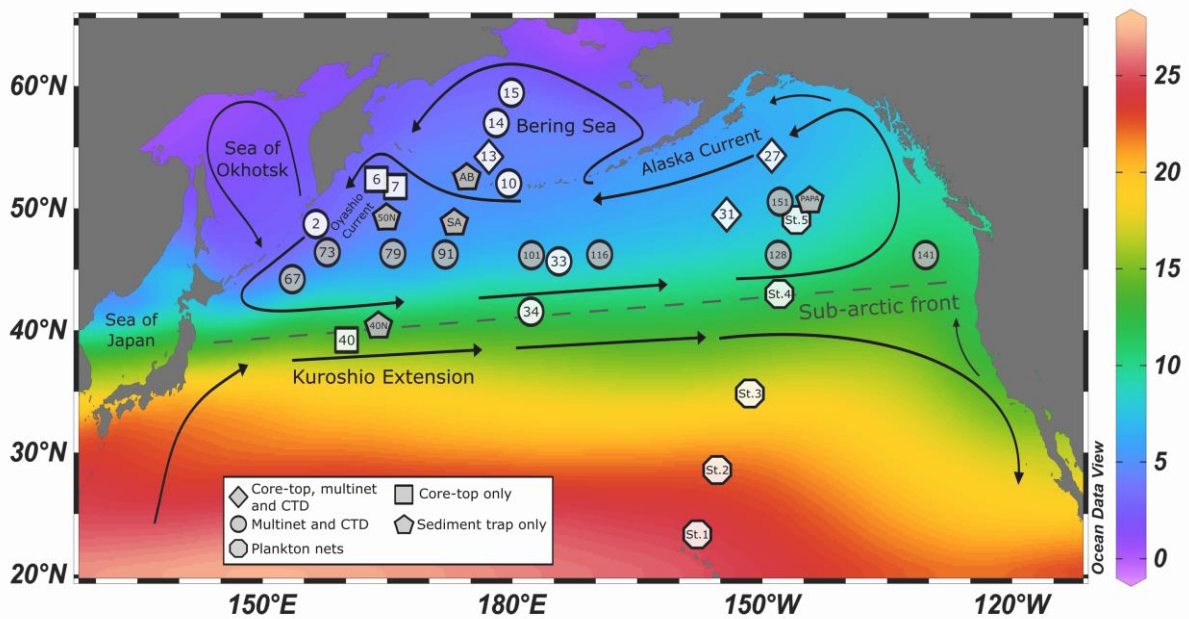 60°N
50°N
40°N
30°N
20°N
150°E
180°E
150°W
120°W
Sea of
Okhotsk
Bering Sea
Alaska Current
Oyashio
Current
Sea of
Japan
Sub-arctic front
Kuroshio Extension
15
14
13
10
AB
6
7
2
50N
SA
73
79
91
67
101
33
116
34
40
40N
27
31
151
PAPA
St.5
128
141
St.4
St.3
St.2
St.1
Core-top, multinet
and CTD
Multinet and CTD
Plankton nets
Core-top only
Sediment trap only
Ocean Data View
25
20
15
10
5
0